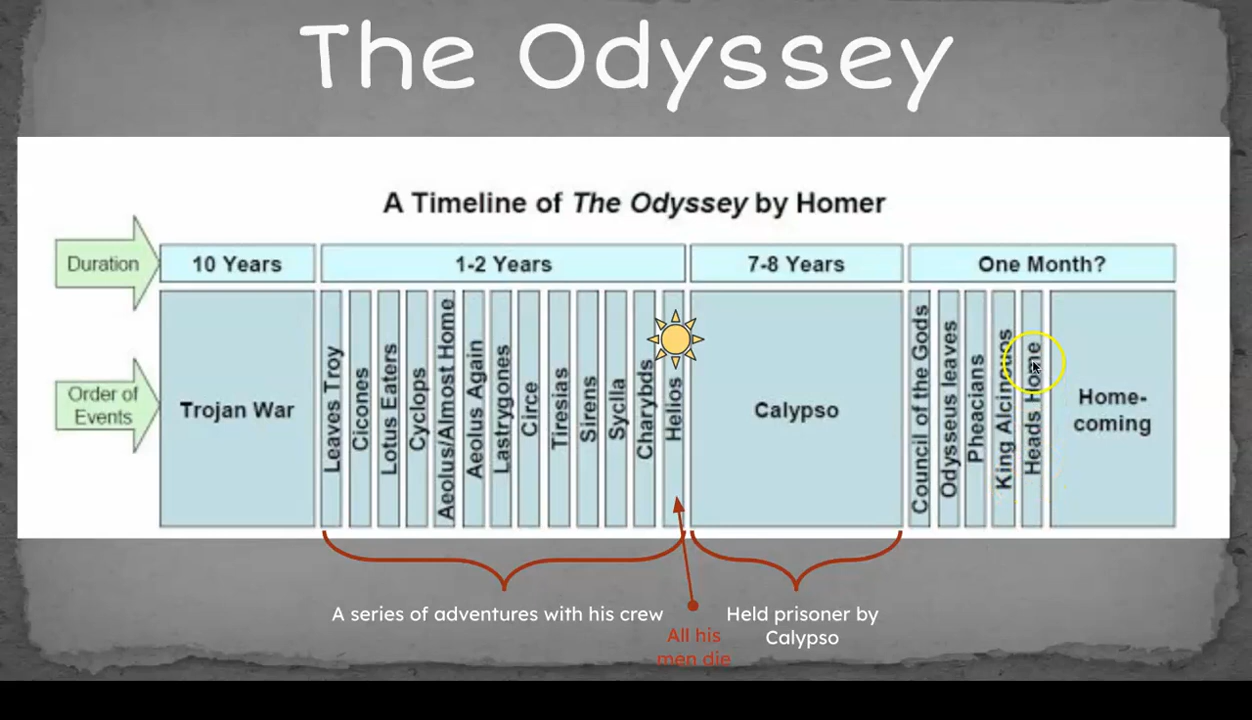 The Odyssey
A Timeline of The Odyssey by Homer
Duration
10 Years
1-2 Years
7-8 Years
One Month?
Order of
Events
Trojan War
Leaves Troy
Cicones
Lotus Eaters
Cyclops
Aeolus/Almost Home
Aeolus Again
Lastrygones
Circe
Tiresias
Sirens
Syclla
Charybds
Helios
Calypso
Council of the Gods
Odysseus leaves
Pheacians
King Alcinoos
Heads Home
Home-
coming
A series of adventures with his crew
All his
men die
Held prisoner by
Calypso